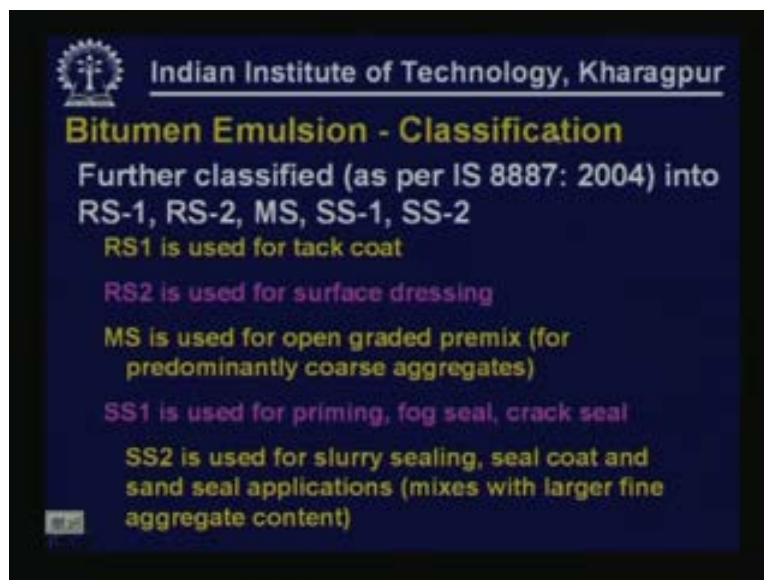 Indian Institute of Technology, Kharagpur
Bitumen Emulsion - Classification
Further classified (as per IS 8887: 2004) into
RS-1, RS-2, MS, SS-1, SS-2
RS1 is used for tack coat
RS2 is used for surface dressing
MS is used for open graded premix (for
predominantly coarse aggregates)
SS1 is used for priming, fog seal, crack seal
SS2 is used for slurry sealing, seal coat and
sand seal applications (mixes with larger fine
aggregate content)